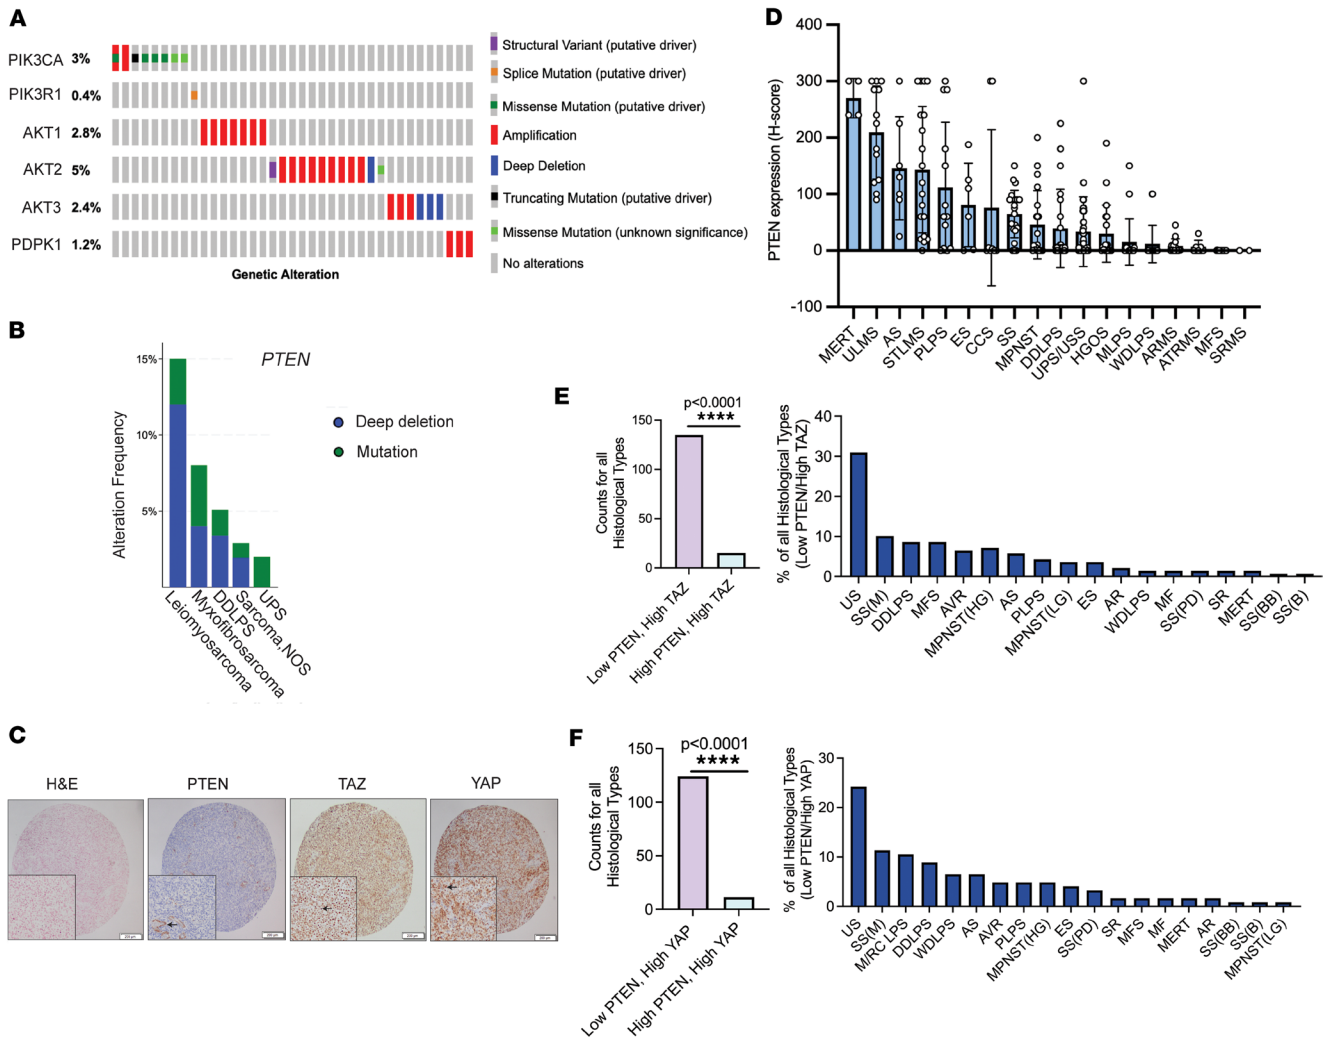 A
PIK3CA 3%
PIK3R1 0.4%
AKT1 2.8%
AKT2 5%
AKT3 2.4%
PDPK1 1.2%
Genetic Alteration
Structural Variant (putative driver)
Splice Mutation (putative driver)
Missense Mutation (putative driver)
Amplification
Deep Deletion
Truncating Mutation (putative driver)
Missense Mutation (unknown significance)
No alterations
B
PTEN
Alteration Frequency
15%
10%
5%
Deep deletion
Mutation
Leiomyosarcoma
Myxofibrosarcoma
DDLPS
Sarcoma,NOS
UPS
C
H&E
PTEN
TAZ
YAP
D
PTEN expression (H-score)
400
300
200
100
0
-100
MERT
ULMS
AS
STLMS
PLPS
ES
CCS
SS
MPNST
DDLPS
UPS/USS
HGOS
MLPS
WDLPS
ARMS
ATRMS
MFS
SRMS
E
p<0.0001
****
Counts for all
Histological Types
150
100
50
0
Low PTEN, High TAZ
High PTEN, High TAZ
% of all Histological Types
(Low PTEN/High TAZ)
40
30
20
10
0
US
SS(M)
DDLPS
MFS
AVR
MPNST(HG)
AS
PLPS
MPNST(LG)
ES
AR
WDLPS
MF
SS(PD)
SR
MERT
SS(BB)
SS(B)
F
p<0.0001
****
Counts for all
Histological Types
150
100
50
0
Low PTEN, High YAP
High PTEN, High YAP
% of all Histological Types
(Low PTEN/High YAP)
30
20
10
0
US
SS(M)
M/RC LPS
DDLPS
WDLPS
AS
AVR
PLPS
MPNST(HG)
ES
SS(PD)
SR
MFS
MF
MERT
AR
SS(BB)
SS(B)
MPNST(LG)